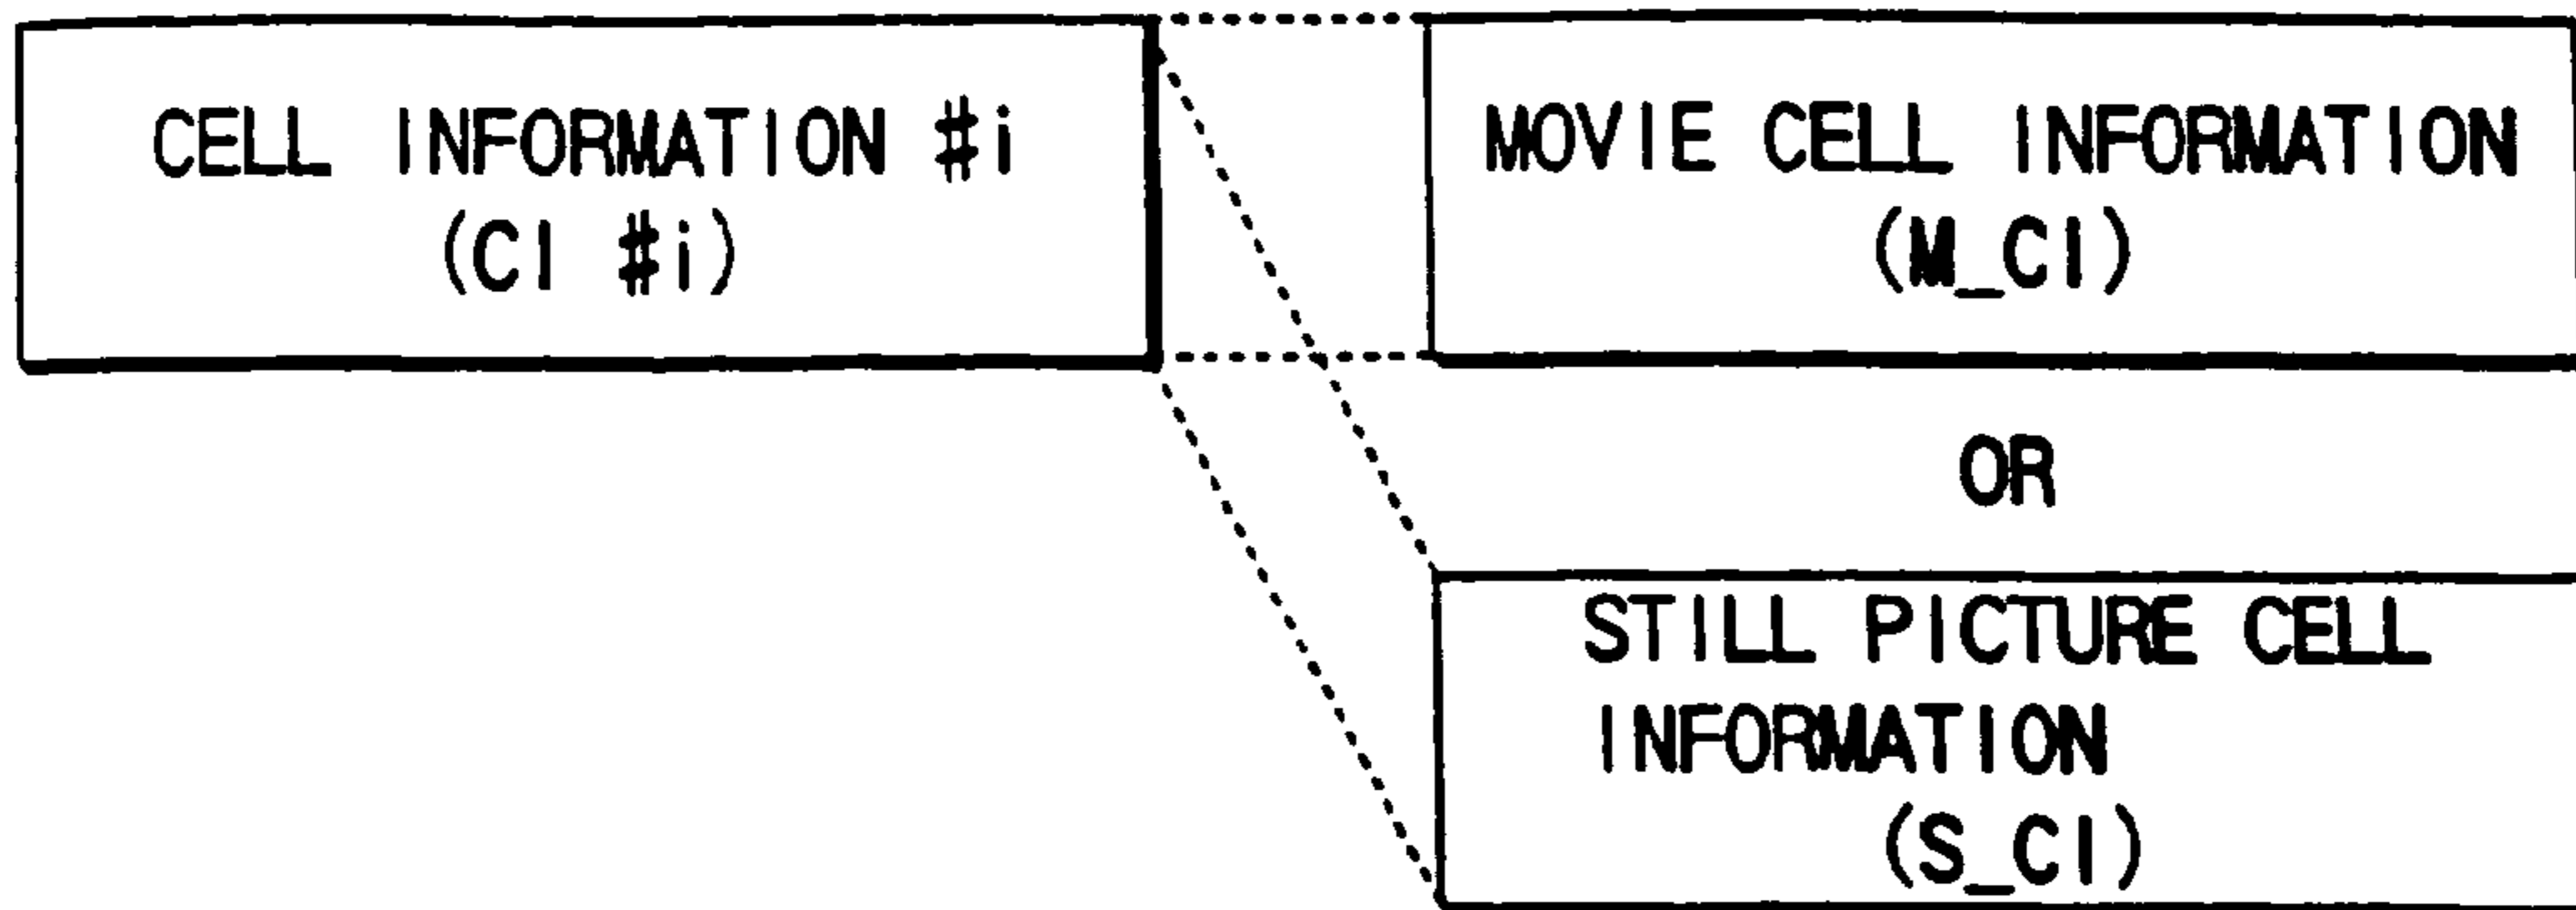 CELL INFORMATION #i
(CI #i)
MOVIE CELL INFORMATION
(M_CI)
OR
STILL PICTURE CELL
INFORMATION
(S_CI)